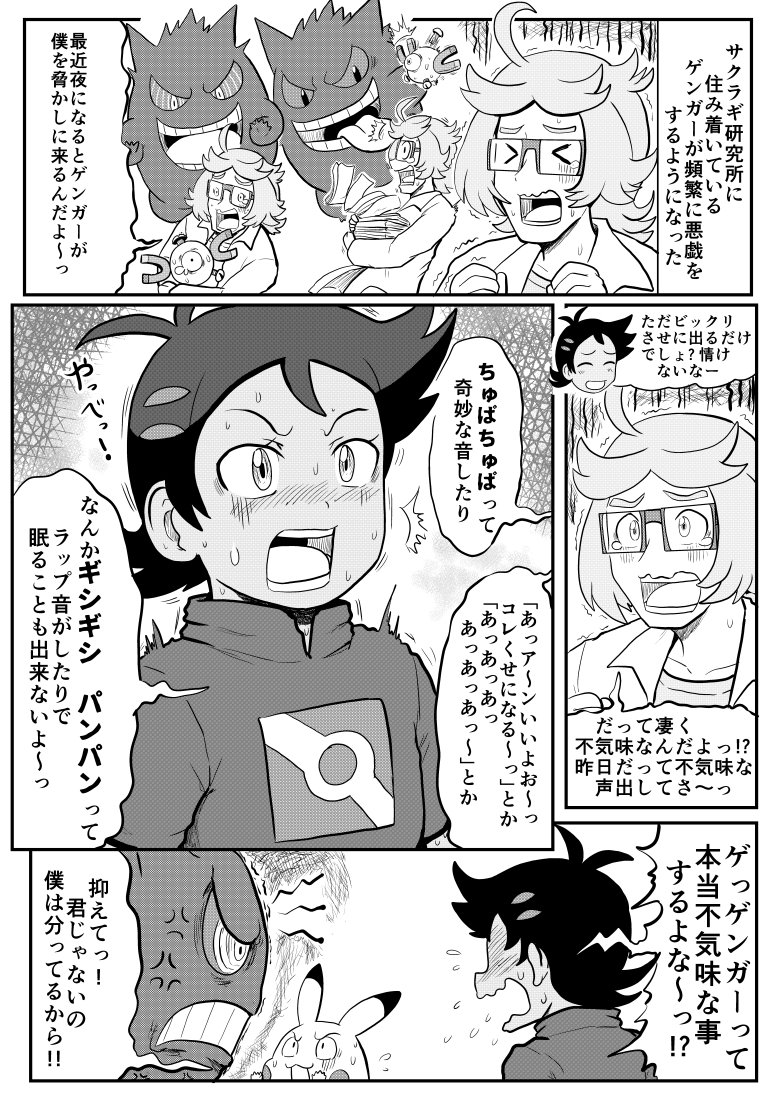 サクラギ研究所に
住み着いている
ゲンガーが頻繁に悪戯を
するようになった
最近夜になるとゲンガーが
僕を脅かしに来るんだよ〜っ
ただビックリ
させに出るだけ
でしょ?情け
ないなー
だって凄く
不気味なんだよっ!?
昨日だって不気味な
声出しててさ〜っ
ちゅばちゅばって
奇妙な音したり
「あっア〜ンいいよお〜っ
コレくせになる〜っ」とか
「あっあっあっ
あっあっあっ〜」とか
やっべっ!
なんかギシギシ パンパンって
ラップ音がしたりで
眠ることも出来ないよ〜っ
ゲっゲンガーって
本当不気味な事
するよな〜っ!?
抑えてっ!
君じゃないの
僕は分ってるから!!